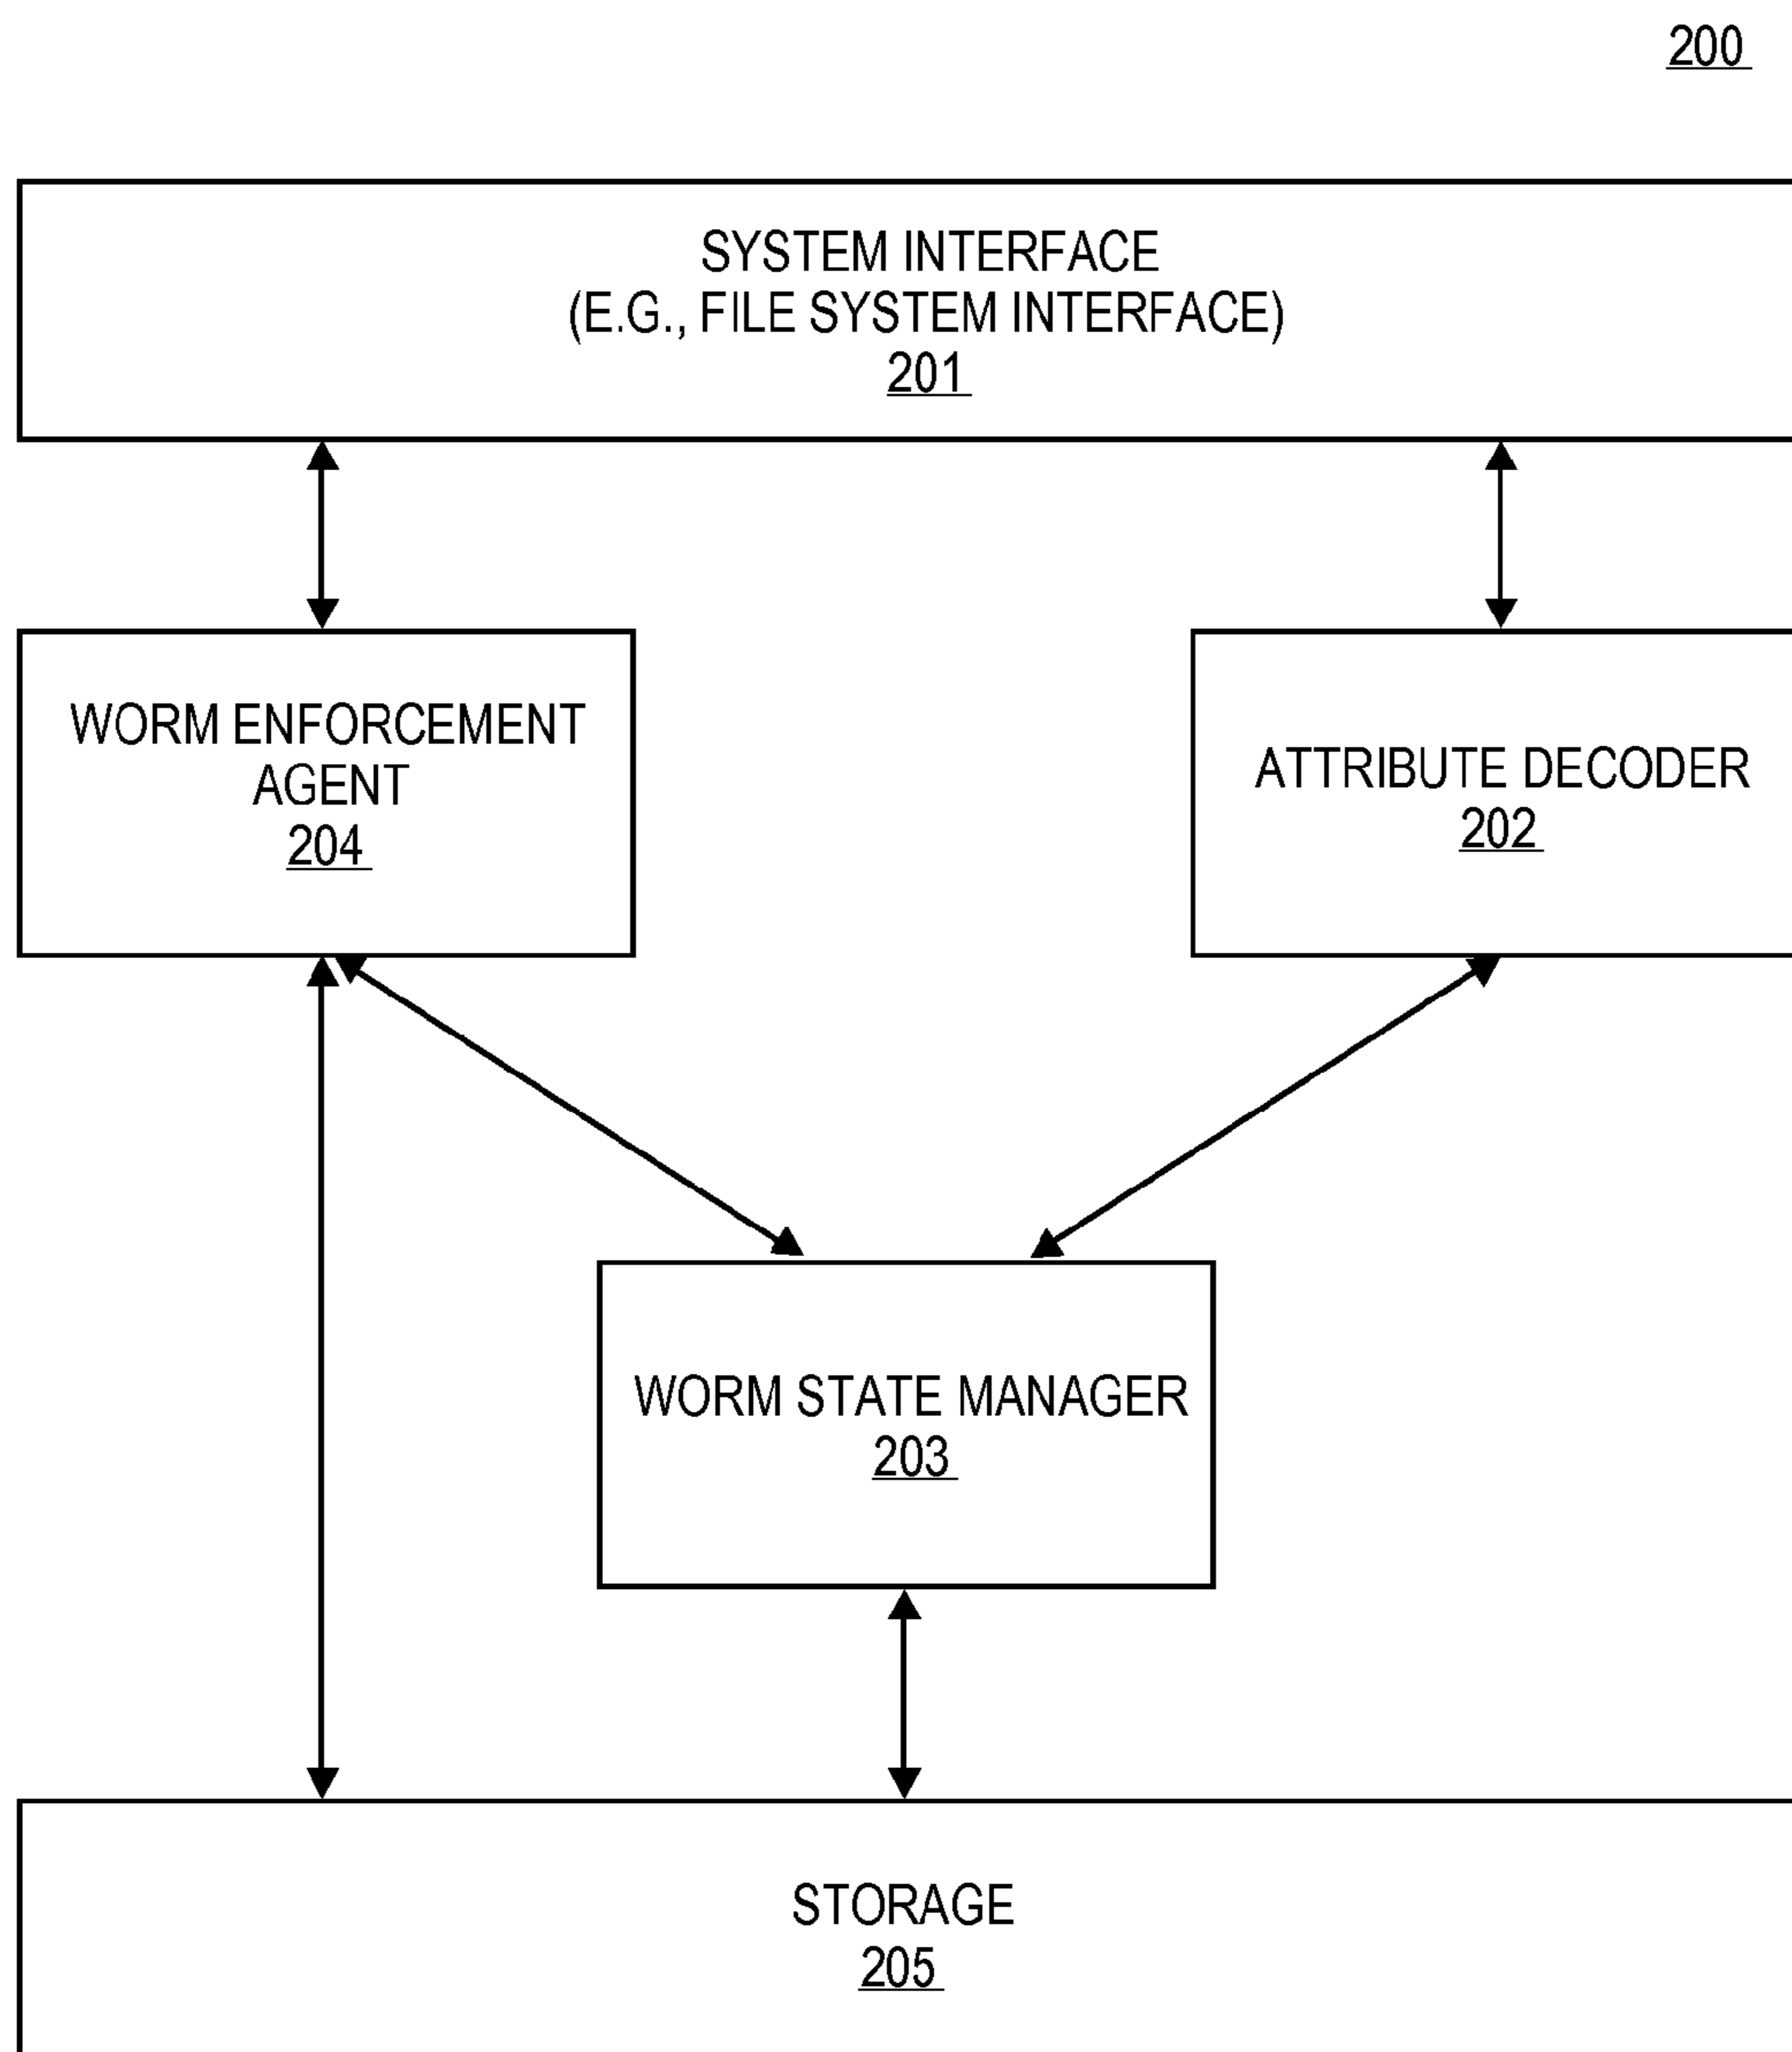 200
SYSTEM INTERFACE
(E.G., FILE SYSTEM INTERFACE)
201
WORM ENFORCEMENT
AGENT
204
ATTRIBUTE DECODER
202
WORM STATE MANAGER
203
STORAGE
205